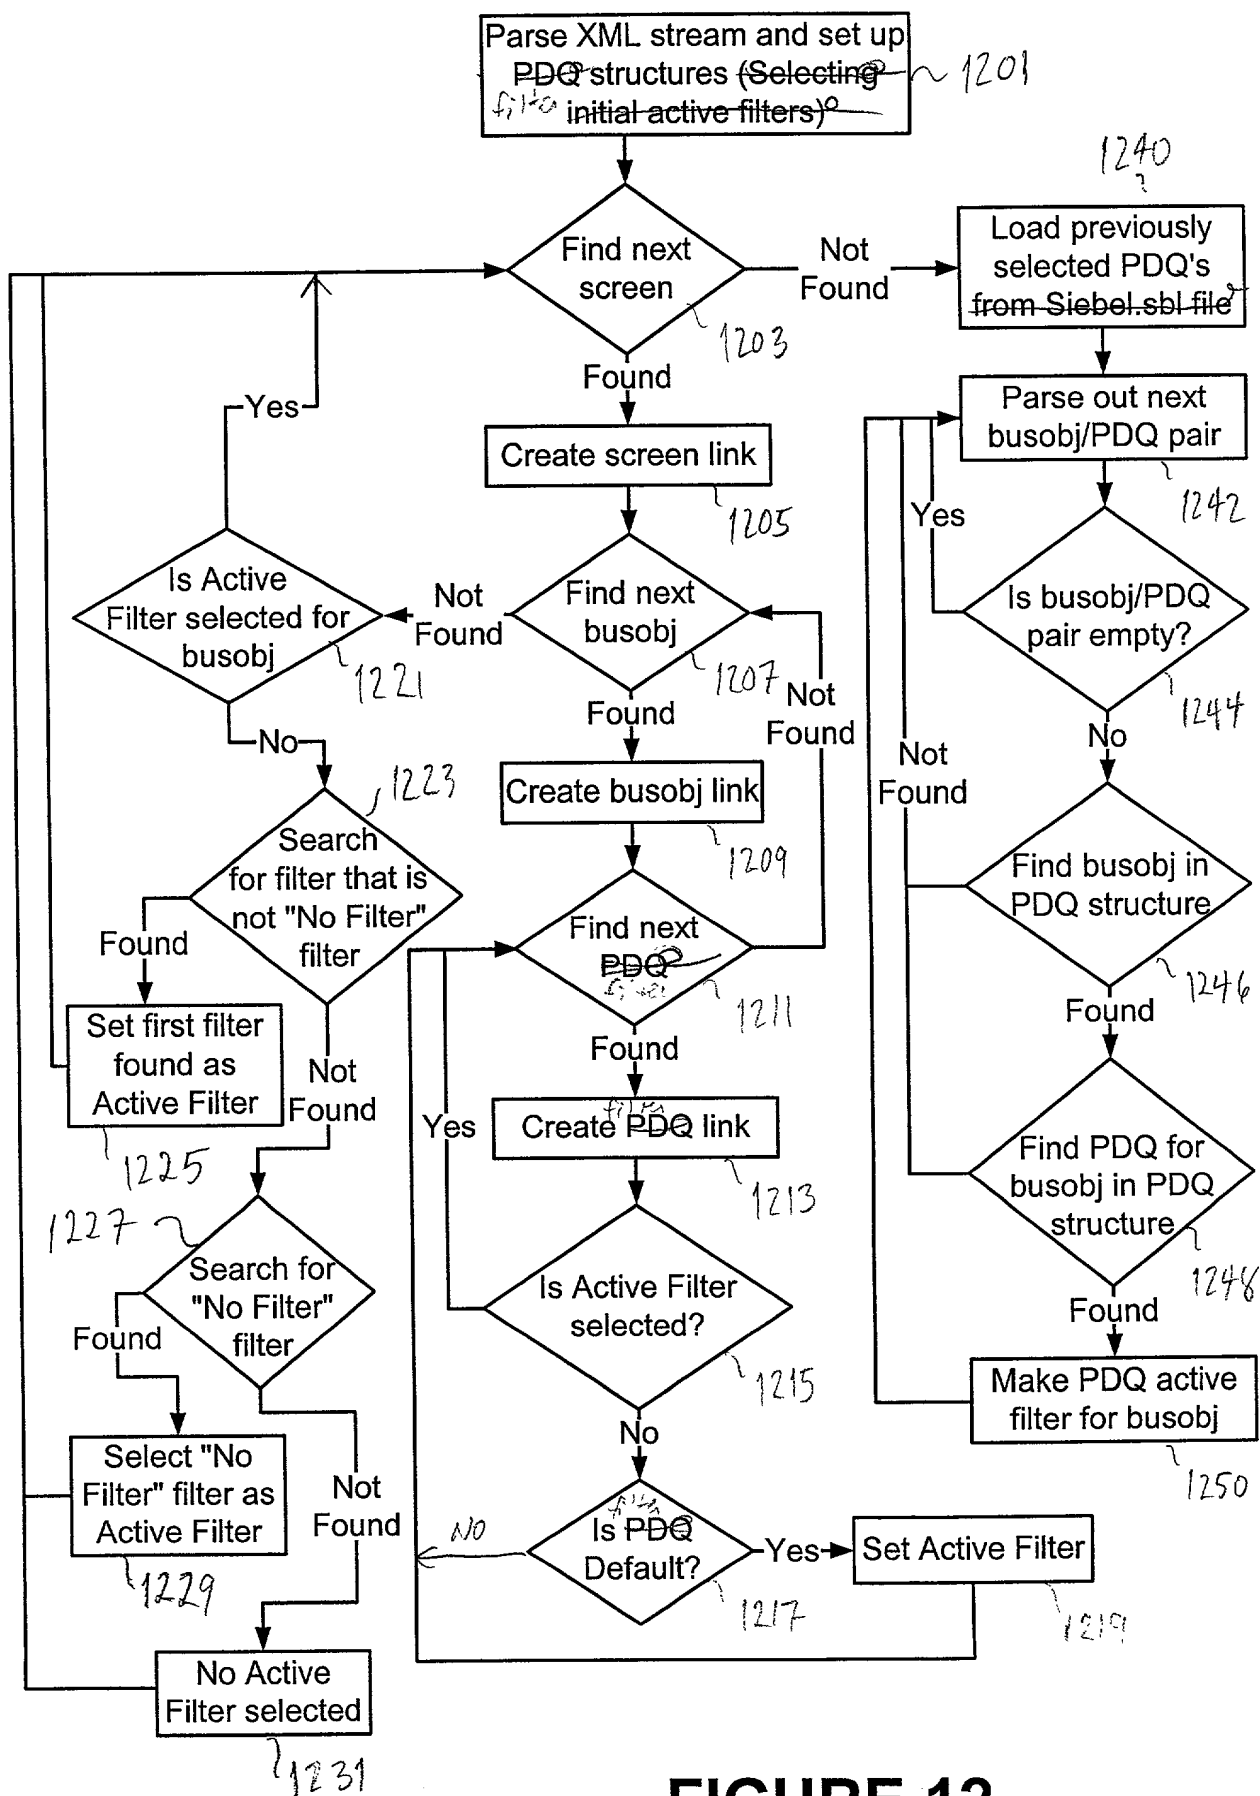 Parse XML stream and set up
PDQ structures (Selecting
filter initial active filters)
1201
Find next
screen
1203
Not
Found
1240
Load previously
selected PDQ's
from Siebel.sbl file
Found
Create screen link
1205
Parse out next
busobj/PDQ pair
1242
Yes
Yes
Is Active
Filter selected for
busobj
1221
Not
Found
Find next
busobj
1207
Is busobj/PDQ
pair empty?
1244
No
Found
Not
Found
No
Not
Found
1223
Search
for filter that is
not "No Filter"
filter
Create busobj link
1209
Find busobj in
PDQ structure
1246
Found
Find next
PDQ
filter
1211
Found
Set first filter
found as
Active Filter
1225
Not
Found
Found
Yes
filter
Create PDQ link
1213
Find PDQ for
busobj in PDQ
structure
1248
1227
Search for
"No Filter"
filter
Found
Is Active Filter
selected?
1215
Found
Make PDQ active
filter for busobj
1250
No
Select "No
Filter" filter as
Active Filter
1229
Not
Found
NO
filter
Is PDQ
Default?
1217
Yes
Set Active Filter
1219
No Active
Filter selected
1231
FIGURE 12